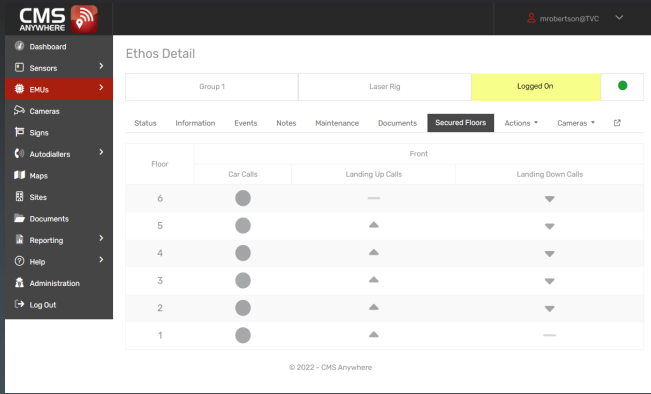 CMS
ANYWHERE
mrobertson@TVC
Dashboard
Sensors
EMUs
Cameras
Signs
Autodiallers
Maps
Sites
Documents
Reporting
Help
Administration
Log Out
Ethos Detail
Group 1 Laser Rig Logged On
Status Information Events Notes Maintenance Documents Secured Floors Actions Cameras
Floor Front
Car Calls Landing Up Calls Landing Down Calls
6
5
4
3
2
1
© 2022 - CMS Anywhere